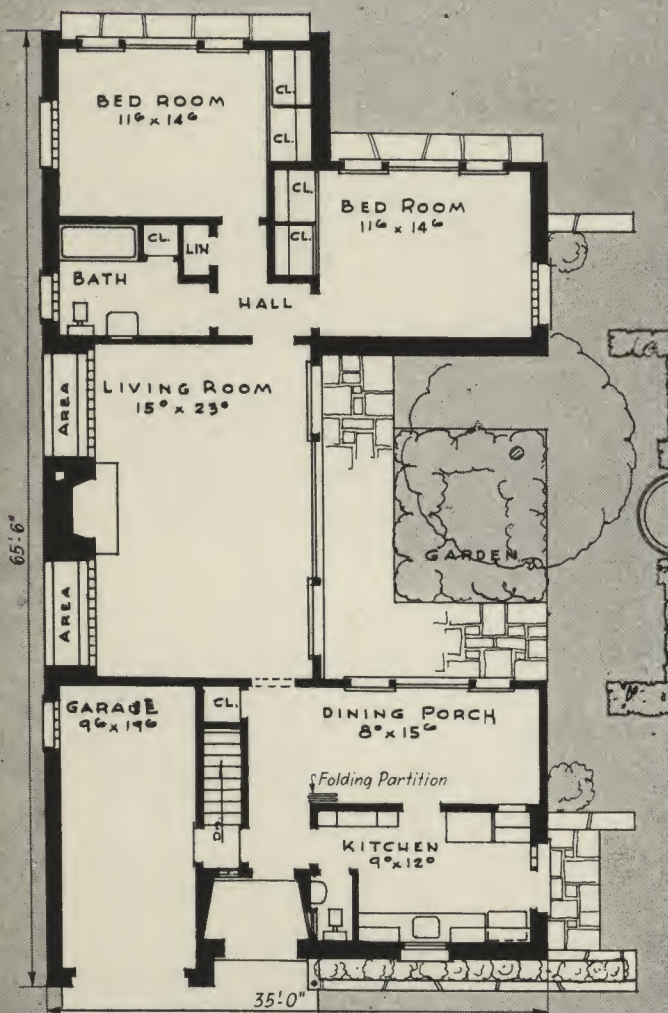 BED ROOM
11⁶ x 14⁶
CL.
CL.
CL.
CL.
BED ROOM
11⁶ x 14⁶
CL.
LIN
BATH
HALL
LIVING ROOM
15⁰ x 23⁰
AREA
AREA
65'-6"
GARDEN
GARAGE
9⁶ x 19⁶
CL.
DINING PORCH
8⁰ x 15⁶
Folding Partition
DN
KITCHEN
9⁰ x 12⁰
35'-0"